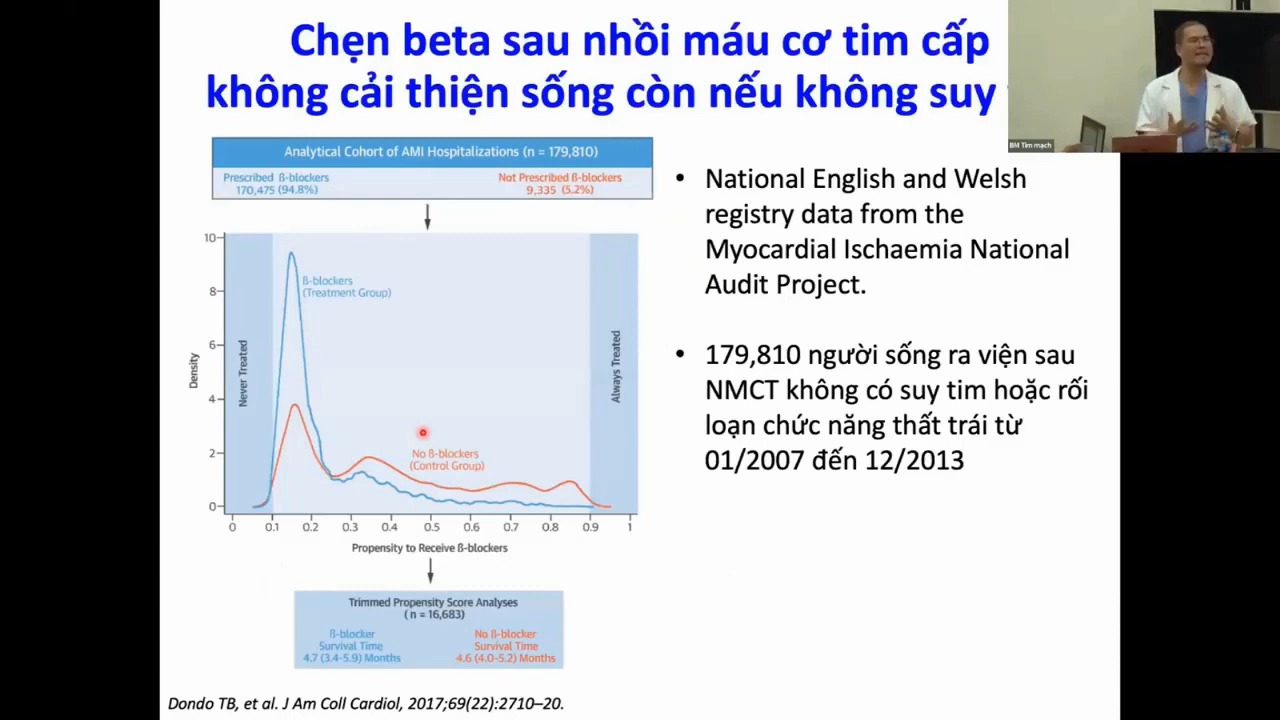 Chẹn beta sau nhồi máu cơ tim cấp
không cải thiện sống còn nếu không suy
BM Tim mạch
Analytical Cohort of AMI Hospitalizations (n = 179,810)
Prescribed ß-blockers
170,475 (94.8%)
Not Prescribed ß-blockers
9,335 (5.2%)
10
8
6
4
2
0
Density
Never Treated
Always Treated
ß-blockers
(Treatment Group)
No ß-blockers
(Control Group)
0 0.1 0.2 0.3 0.4 0.5 0.6 0.7 0.8 0.9 1
Propensity to Receive ß-blockers
Trimmed Propensity Score Analyses
(n = 16,683)
ß-blocker
Survival Time
4.7 (3.4-5.9) Months
No ß-blocker
Survival Time
4.6 (4.0-5.2) Months
• National English and Welsh
registry data from the
Myocardial Ischaemia National
Audit Project.
• 179,810 người sống ra viện sau
NMCT không có suy tim hoặc rối
loạn chức năng thất trái từ
01/2007 đến 12/2013
Dondo TB, et al. J Am Coll Cardiol, 2017;69(22):2710–20.